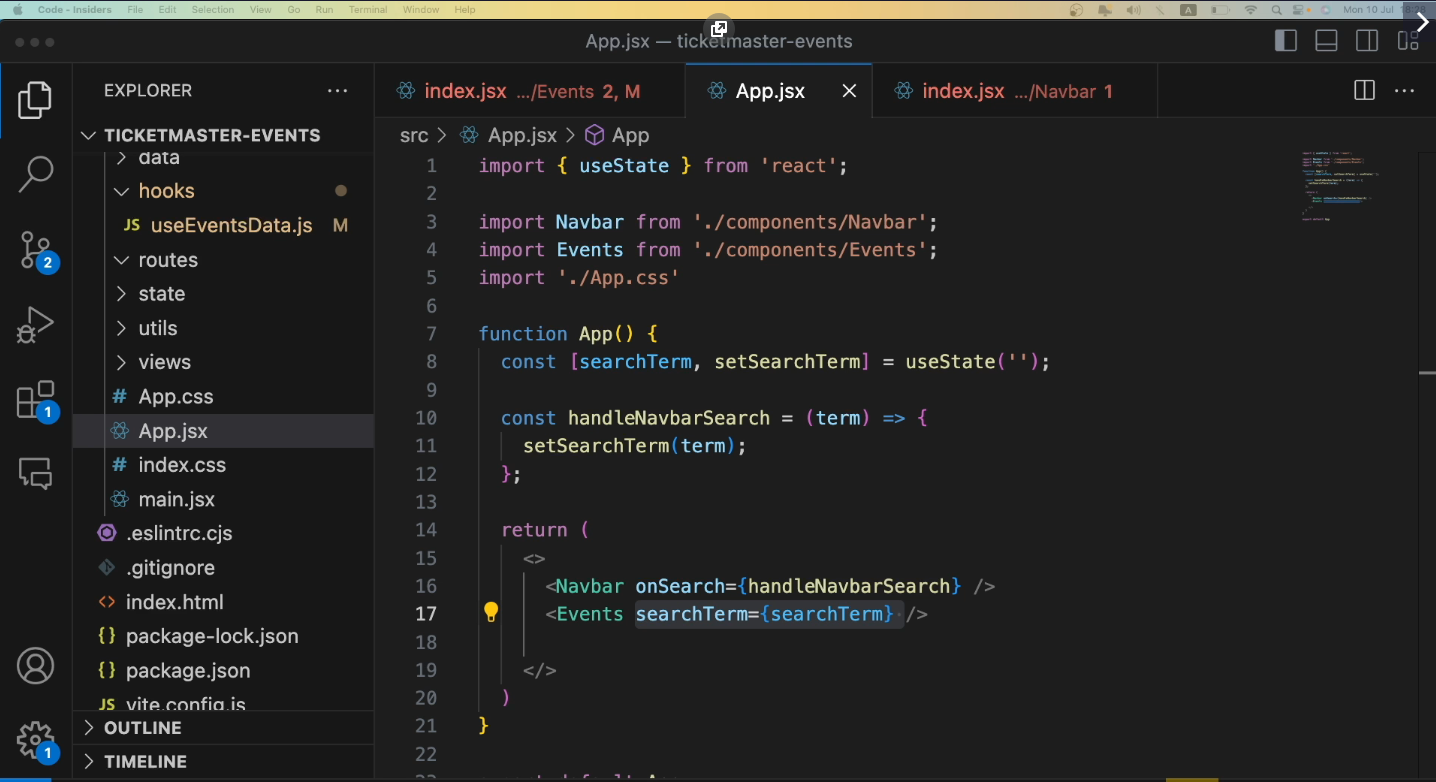 Code - Insiders File Edit Selection View Go Run Terminal Window Help A Mon 10 Jul
App.jsx — ticketmaster-events
EXPLORER ...
TICKETMASTER-EVENTS
data
hooks
JS useEventsData.js M
routes
state
utils
views
# App.css
App.jsx
# index.css
main.jsx
.eslintrc.cjs
.gitignore
<> index.html
{} package-lock.json
{} package.json
JS vite.config.js
OUTLINE
TIMELINE
2
1
1
index.jsx .../Events 2, M
App.jsx
index.jsx .../Navbar 1
src > App.jsx > App
1 import { useState } from 'react';
2
3 import Navbar from './components/Navbar';
4 import Events from './components/Events';
5 import './App.css'
6
7 function App() {
8 const [searchTerm, setSearchTerm] = useState('');
9
10 const handleNavbarSearch = (term) => {
11 setSearchTerm(term);
12 };
13
14 return (
15 <>
16 <Navbar onSearch={handleNavbarSearch} />
17 <Events searchTerm={searchTerm} />
18
19 </>
20 )
21 }
22